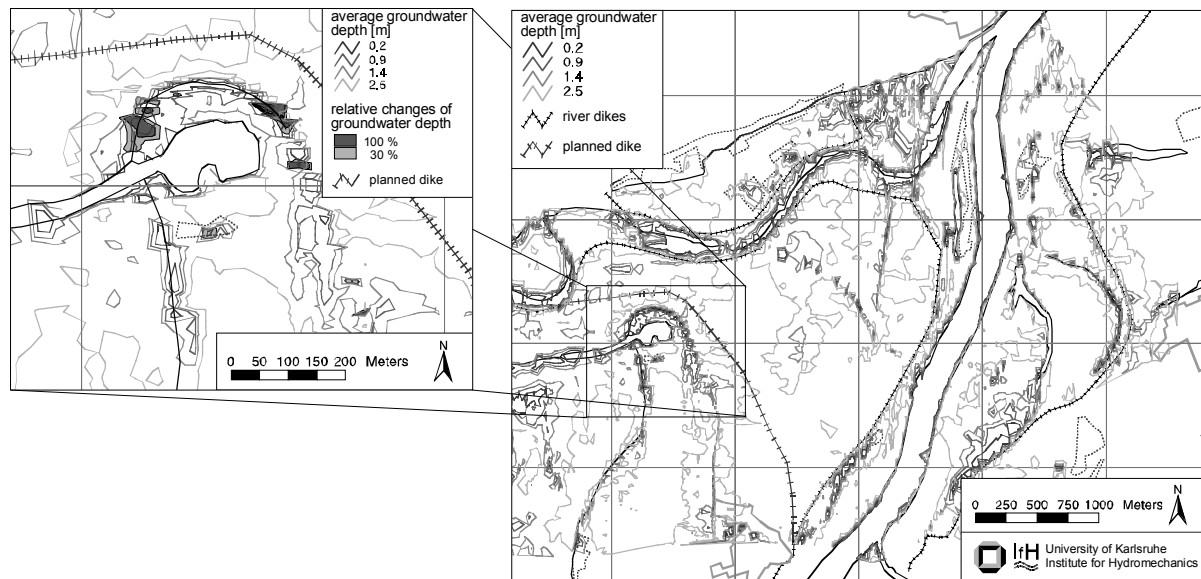 average groundwater
depth [m]
0.2
0.9
1.4
2.5
relative changes of
groundwater depth
100 %
30 %
planned dike
0 50 100 150 200 Meters
N
average groundwater
depth [m]
0.2
0.9
1.4
2.5
river dikes
planned dike
N
0 250 500 750 1000 Meters
IfH
University of Karlsruhe
Institute for Hydromechanics